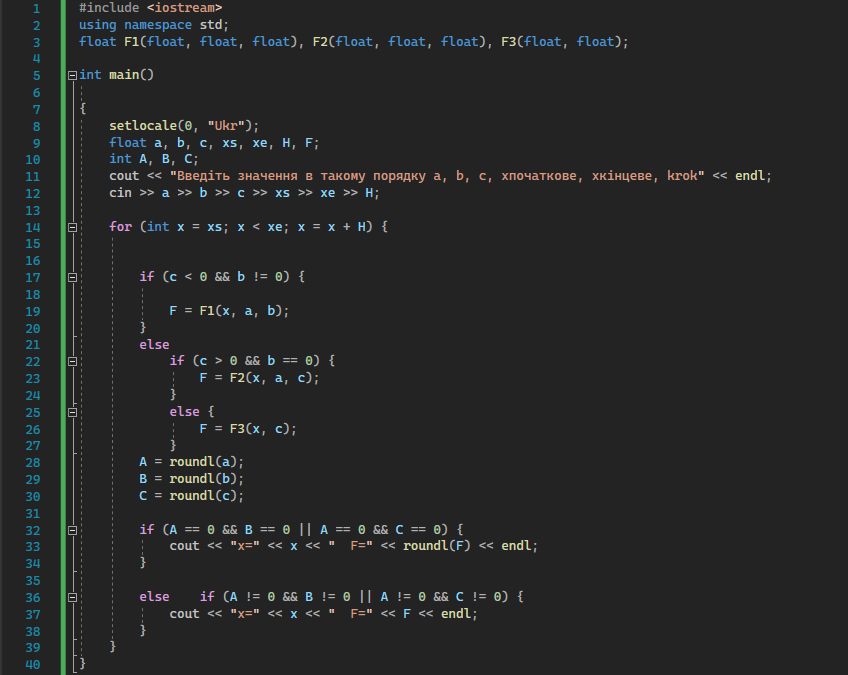 1 #include <iostream>
2 using namespace std;
3 float F1(float, float, float), F2(float, float, float), F3(float, float);
4
5 int main()
6
7 {
8 setlocale(0, "Ukr");
9 float a, b, c, xs, xe, H, F;
10 int A, B, C;
11 cout << "Введіть значення в такому порядку a, b, c, xпочаткове, xкінцеве, krok" << endl;
12 cin >> a >> b >> c >> xs >> xe >> H;
13
14 for (int x = xs; x < xe; x = x + H) {
15
16
17 if (c < 0 && b != 0) {
18
19 F = F1(x, a, b);
20 }
21 else
22 if (c > 0 && b == 0) {
23 F = F2(x, a, c);
24 }
25 else {
26 F = F3(x, c);
27 }
28 A = roundl(a);
29 B = roundl(b);
30 C = roundl(c);
31
32 if (A == 0 && B == 0 || A == 0 && C == 0) {
33 cout << "x=" << x << "  F=" << roundl(F) << endl;
34 }
35
36 else    if (A != 0 && B != 0 || A != 0 && C != 0) {
37 cout << "x=" << x << "  F=" << F << endl;
38 }
39 }
40 }